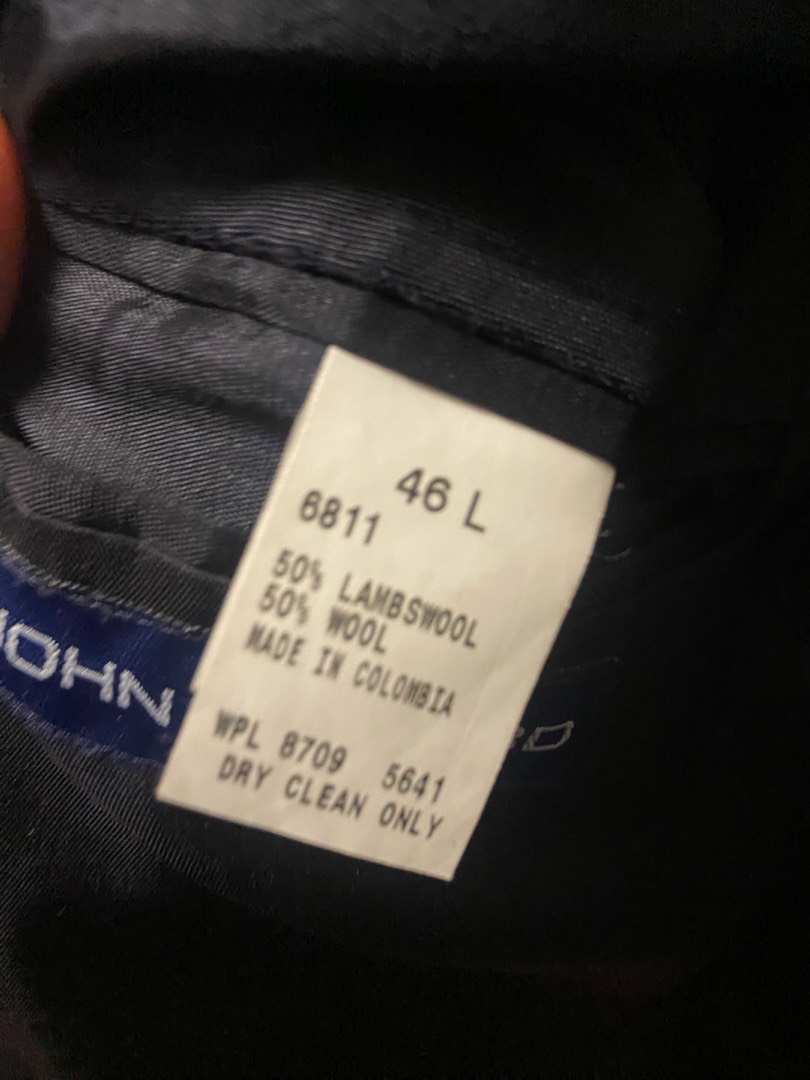 46 L
6811
50% LAMBSWOOL
50% WOOL
MADE IN COLOMBIA
WPL 8709 5641
DRY CLEAN ONLY
JOHN